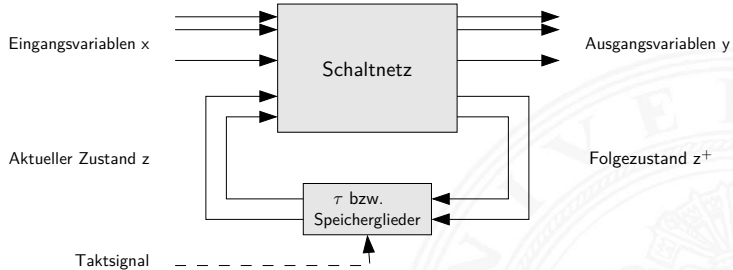 Eingangsvariablen x
Schaltnetz
Ausgangsvariablen y
Aktueller Zustand z
Folgezustand z⁺
τ bzw.
Speicherglieder
Taktsignal